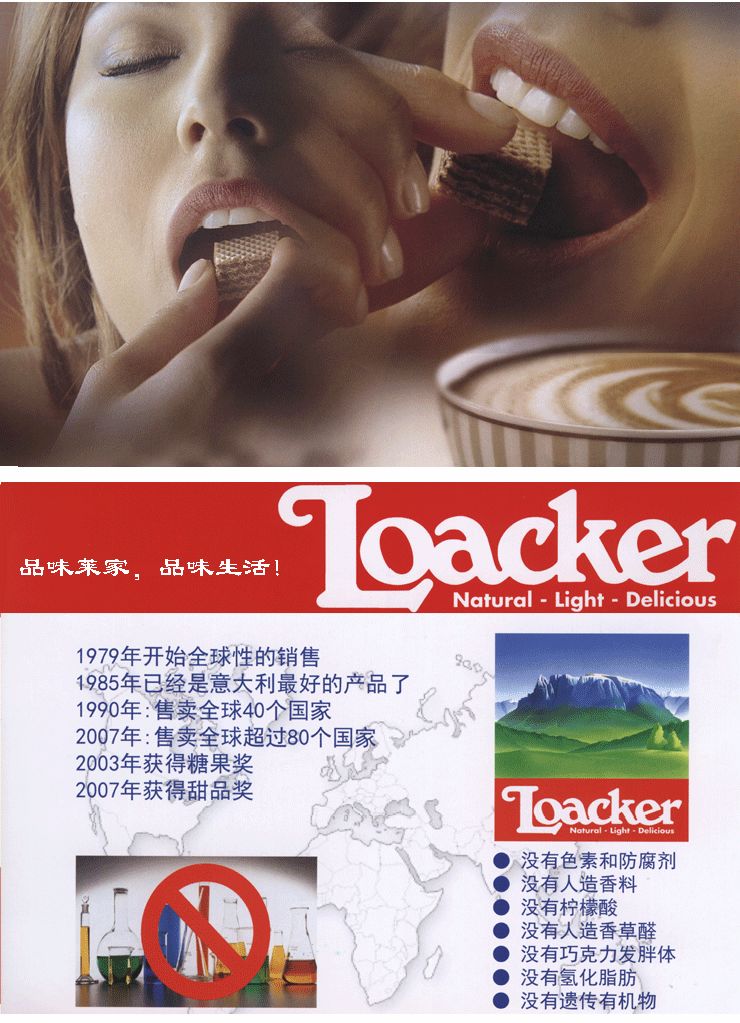 品味莱家，品味生活！
Loacker
Natural - Light - Delicious
1979年开始全球性的销售
1985年已经是意大利最好的产品了
1990年:售卖全球40个国家
2007年:售卖全球超过80个国家
2003年获得糖果奖
2007年获得甜品奖
Loacker
Natural - Light - Delicious
● 没有色素和防腐剂
● 没有人造香料
● 没有柠檬酸
● 没有人造香草醛
● 没有巧克力发胖体
● 没有氢化脂肪
● 没有遗传有机物